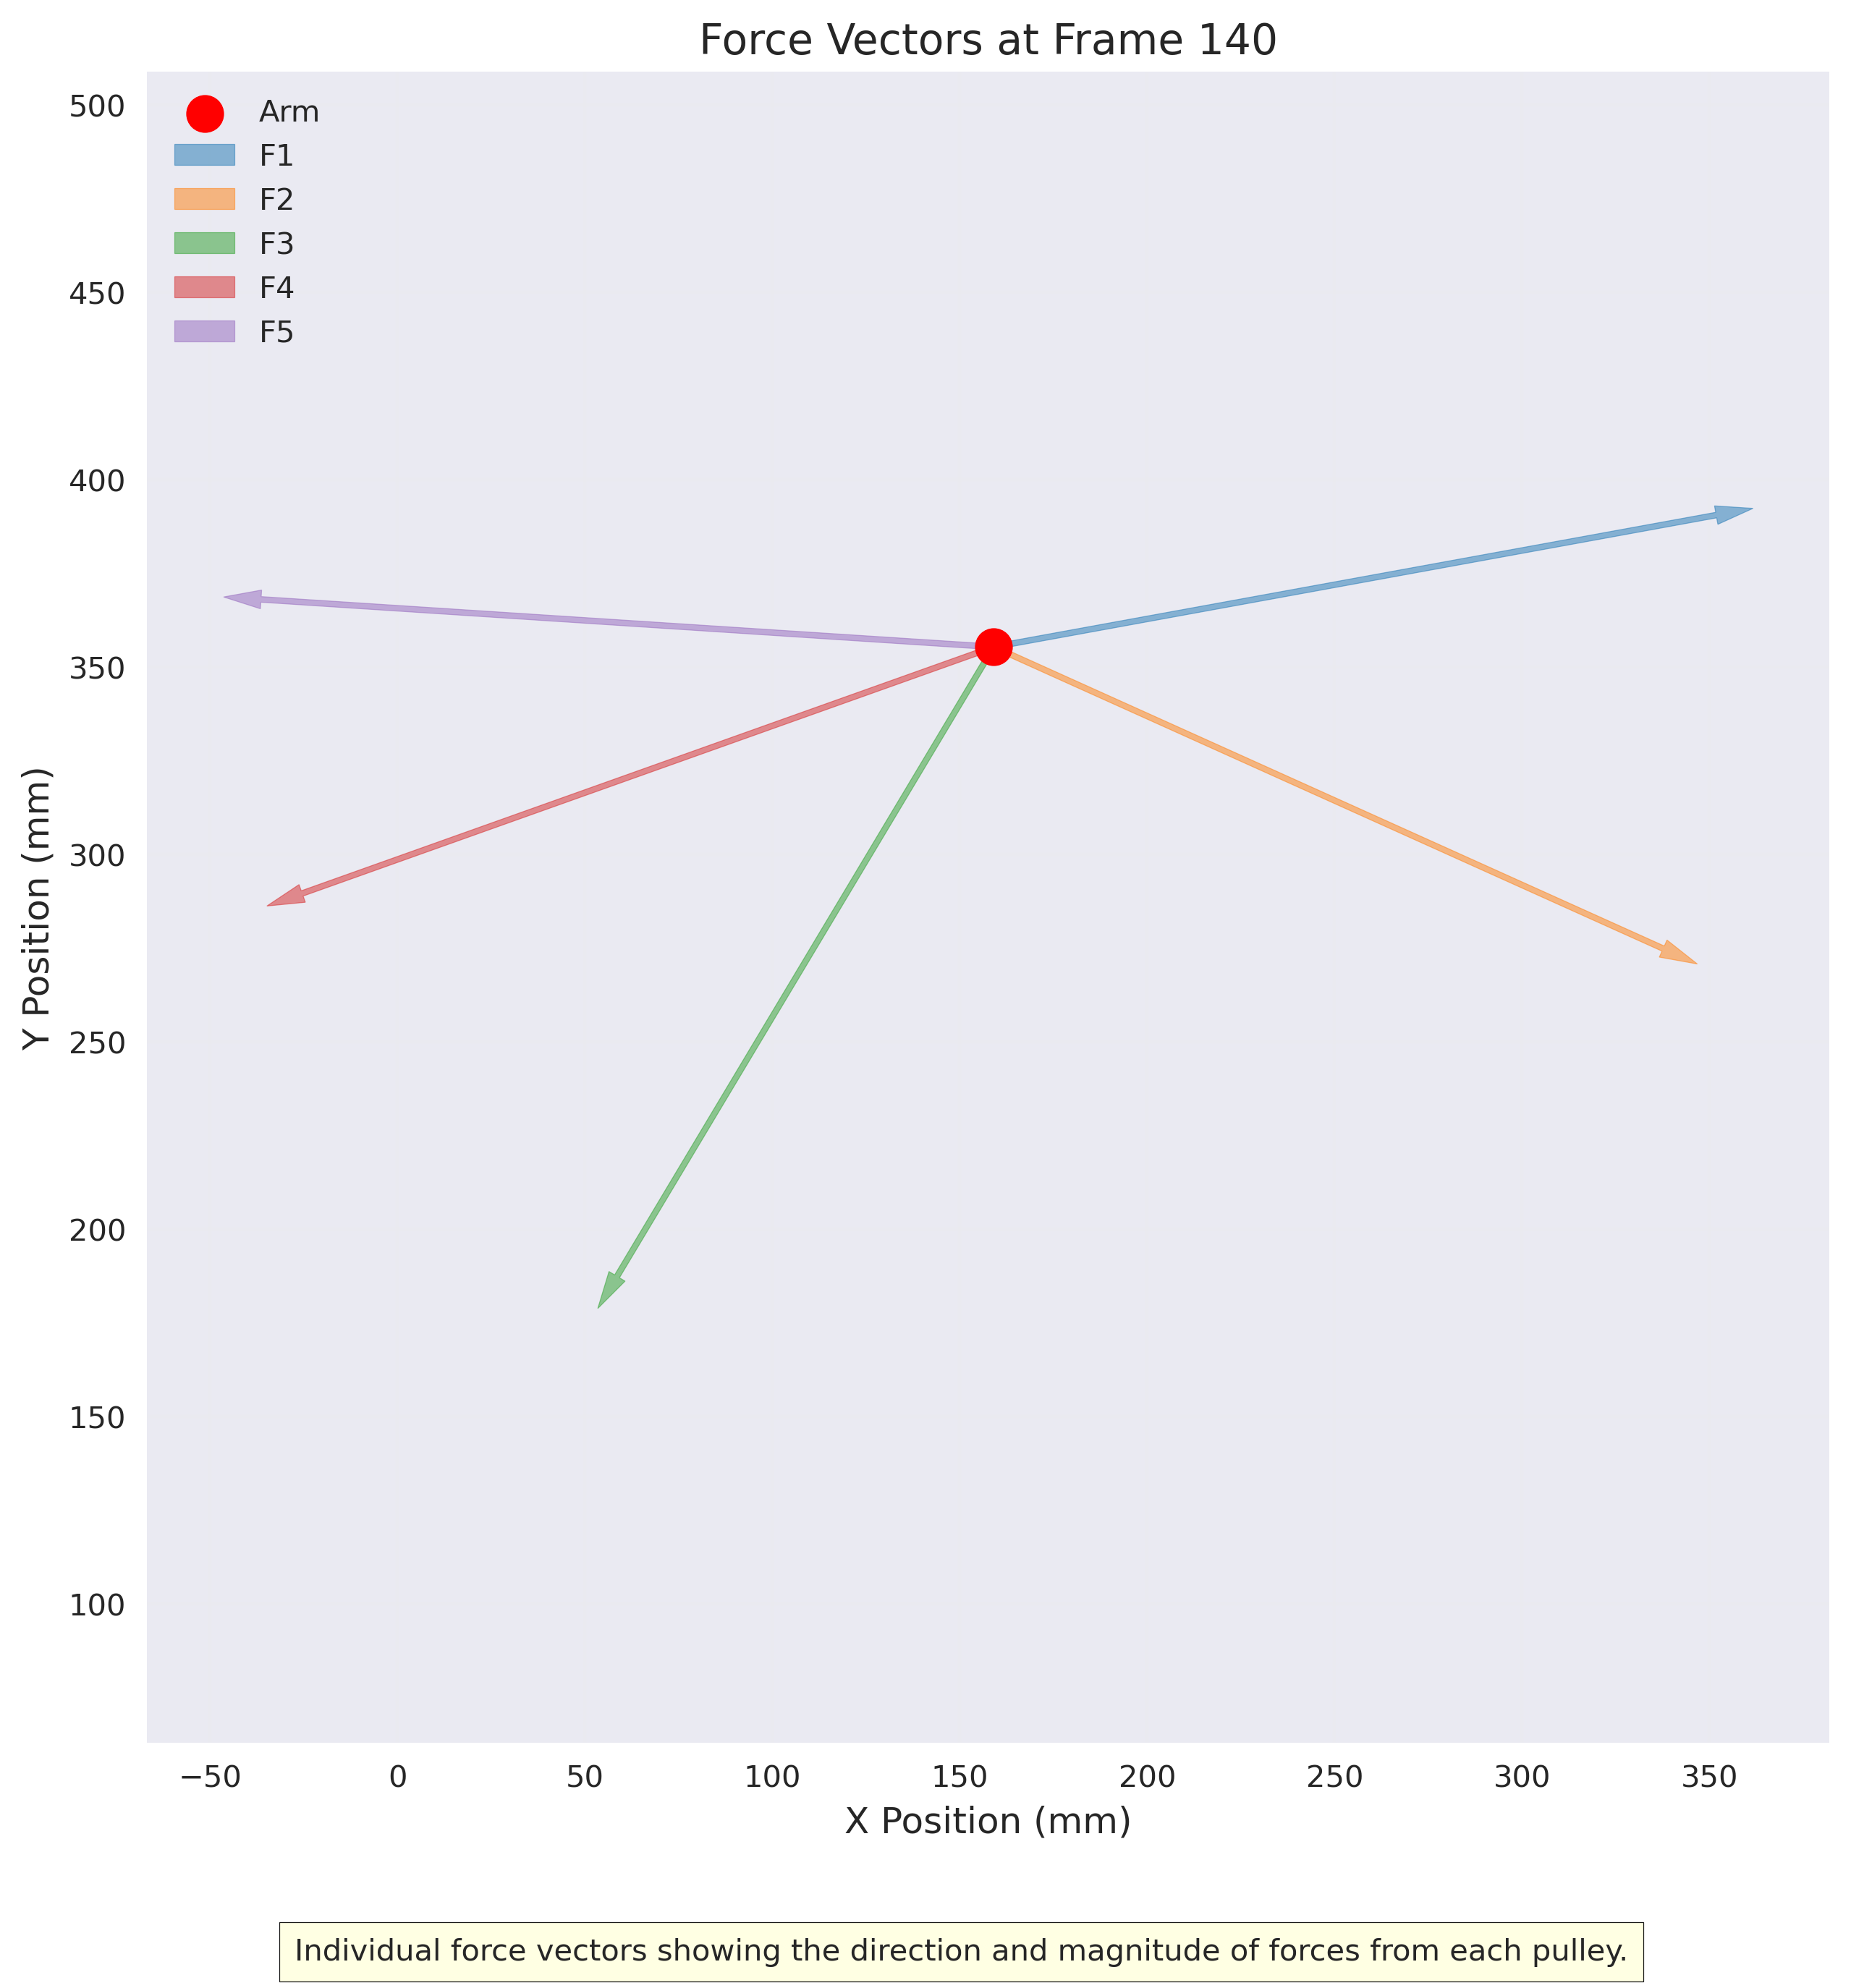 Force Vectors at Frame 140
Arm
F1
F2
F3
F4
F5
500
450
400
350
300
250
200
150
100
Y Position (mm)
−50 0 50 100 150 200 250 300 350
X Position (mm)
Individual force vectors showing the direction and magnitude of forces from each pulley.